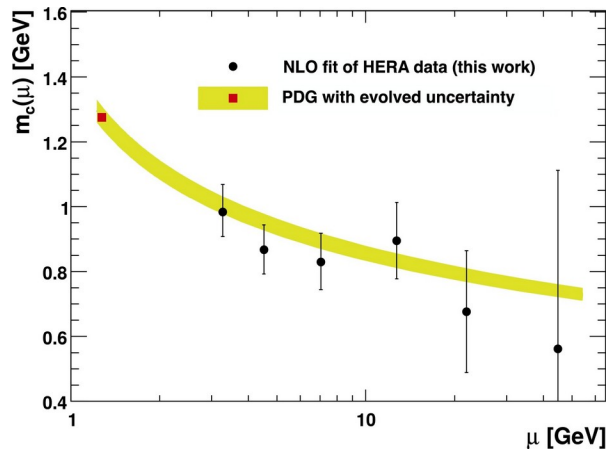 m_c(μ) [GeV]
1.6
NLO fit of HERA data (this work)
PDG with evolved uncertainty
1.4
1.2
1
0.8
0.6
0.4
1
10
μ [GeV]